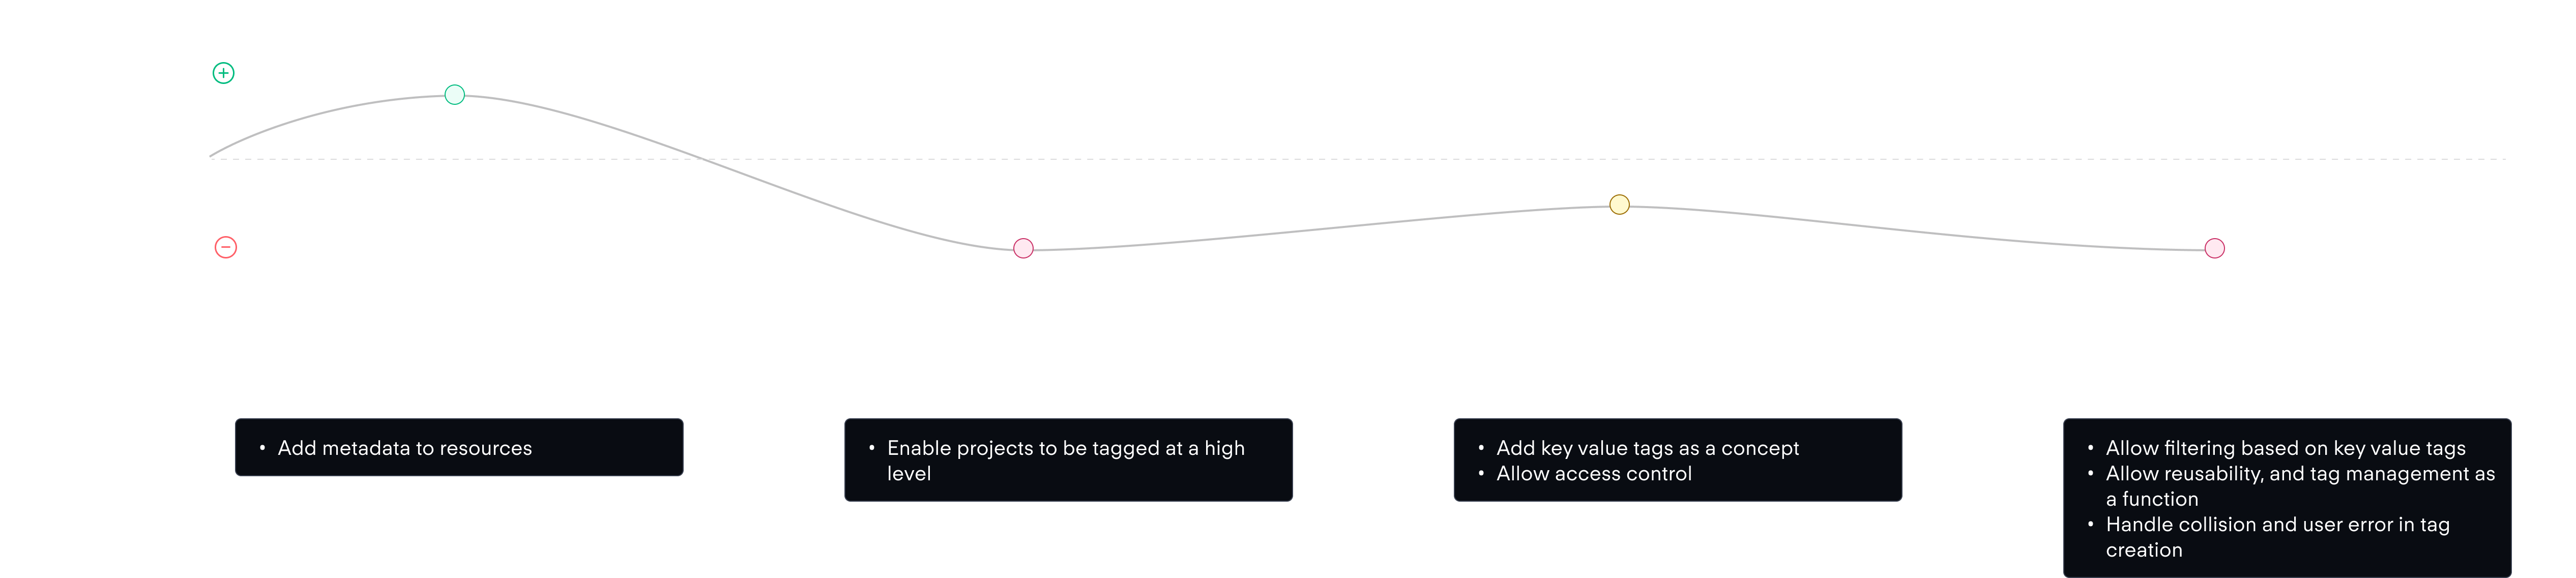 • Add metadata to resources
• Enable projects to be tagged at a high
level
• Add key value tags as a concept
• Allow access control
• Allow filtering based on key value tags
• Allow reusability, and tag management as
a function
• Handle collision and user error in tag
creation